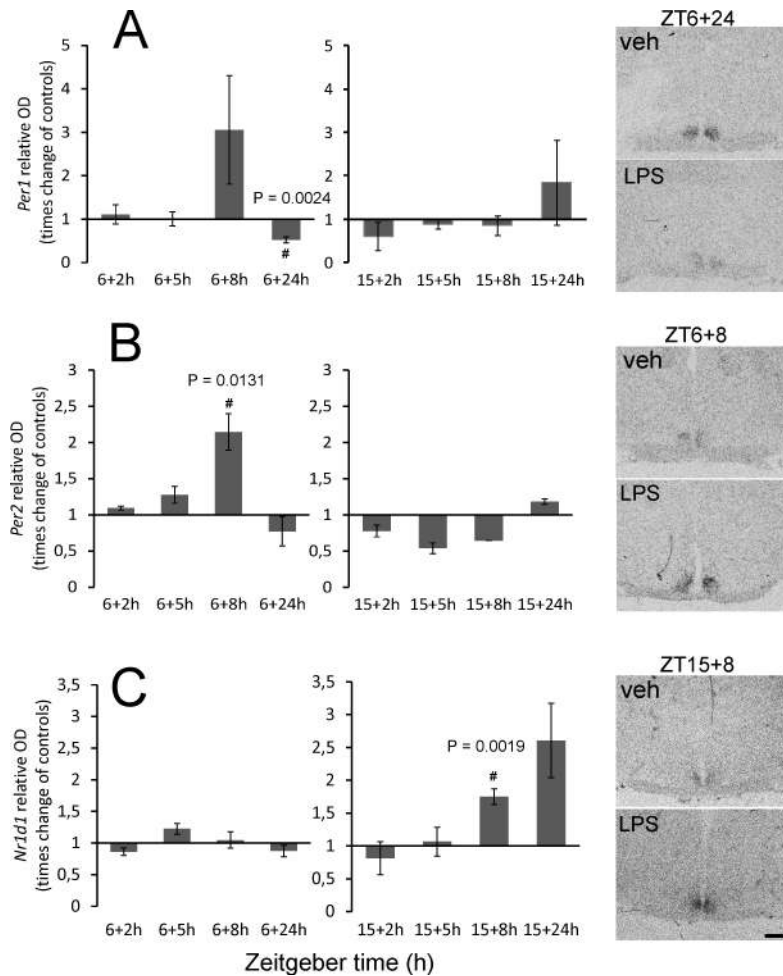 A
Per1 relative OD
(times change of controls)
5
4
3
2
1
0
P = 0.0024
#
6+2h 6+5h 6+8h 6+24h
5
4
3
2
1
0
15+2h 15+5h 15+8h 15+24h
ZT6+24
veh
LPS
B
Per2 relative OD
(times change of controls)
3
2,5
2
1,5
1
0,5
0
P = 0.0131
#
6+2h 6+5h 6+8h 6+24h
3
2,5
2
1,5
1
0,5
0
15+2h 15+5h 15+8h 15+24h
ZT6+8
veh
LPS
C
Nr1d1 relative OD
(times change of controls)
3,5
3
2,5
2
1,5
1
0,5
0
6+2h 6+5h 6+8h 6+24h
3,5
3
2,5
2
1,5
1
0,5
0
P = 0.0019
#
15+2h 15+5h 15+8h 15+24h
ZT15+8
veh
LPS
Zeitgeber time (h)